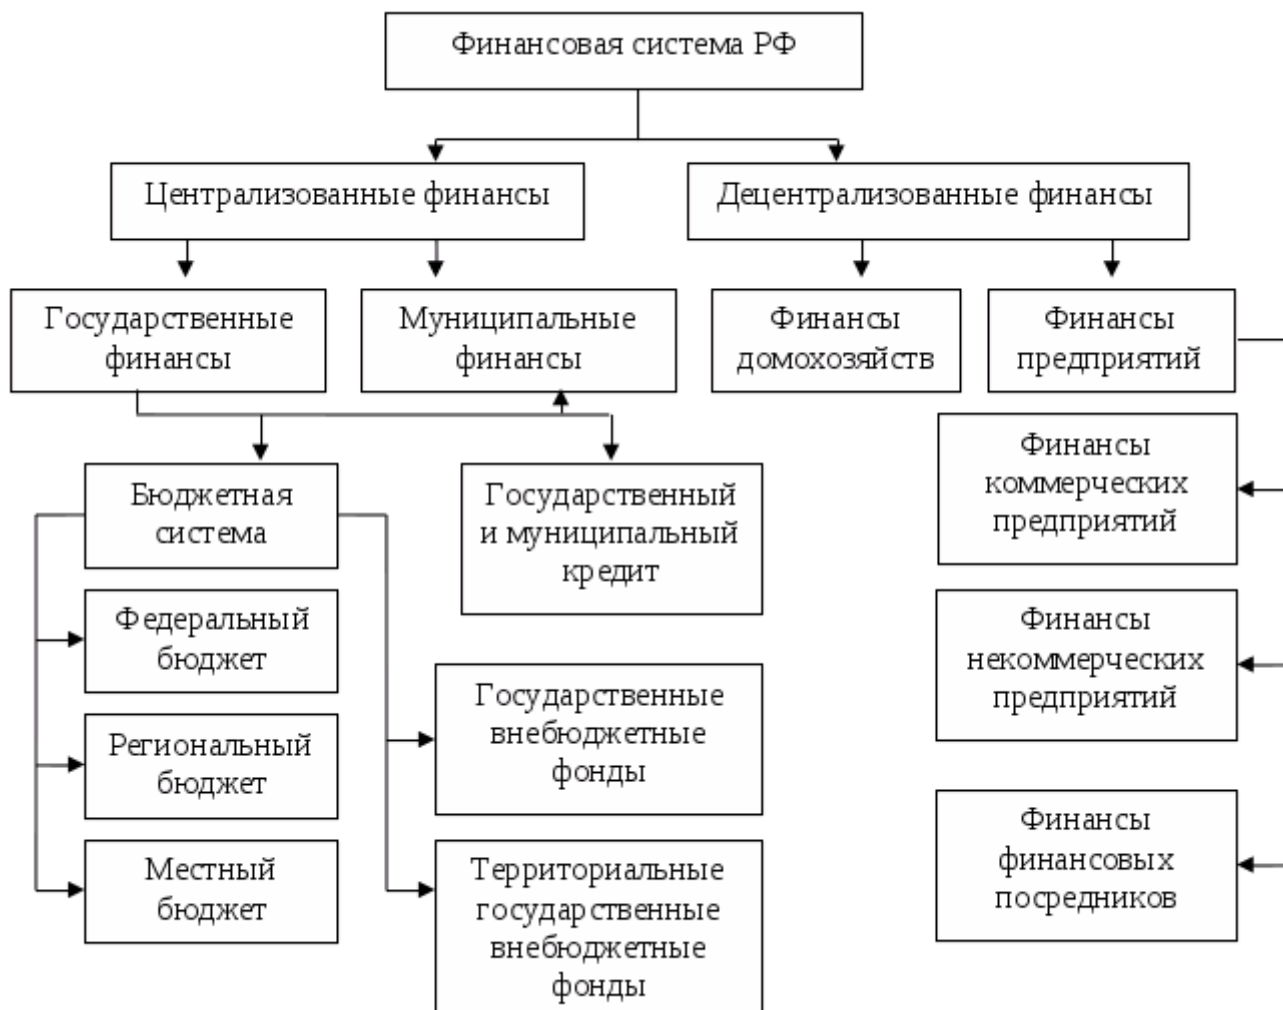 Финансовая система РФ
Централизованные финансы
Децентрализованные финансы
Государственные
финансы
Муниципальные
финансы
Финансы
домохозяйств
Финансы
предприятий
Бюджетная
система
Государственный
и муниципальный
кредит
Финансы
коммерческих
предприятий
Федеральный
бюджет
Финансы
некоммерческих
предприятий
Государственные
внебюджетные
фонды
Региональный
бюджет
Финансы
финансовых
посредников
Местный
бюджет
Территориальные
государственные
внебюджетные
фонды